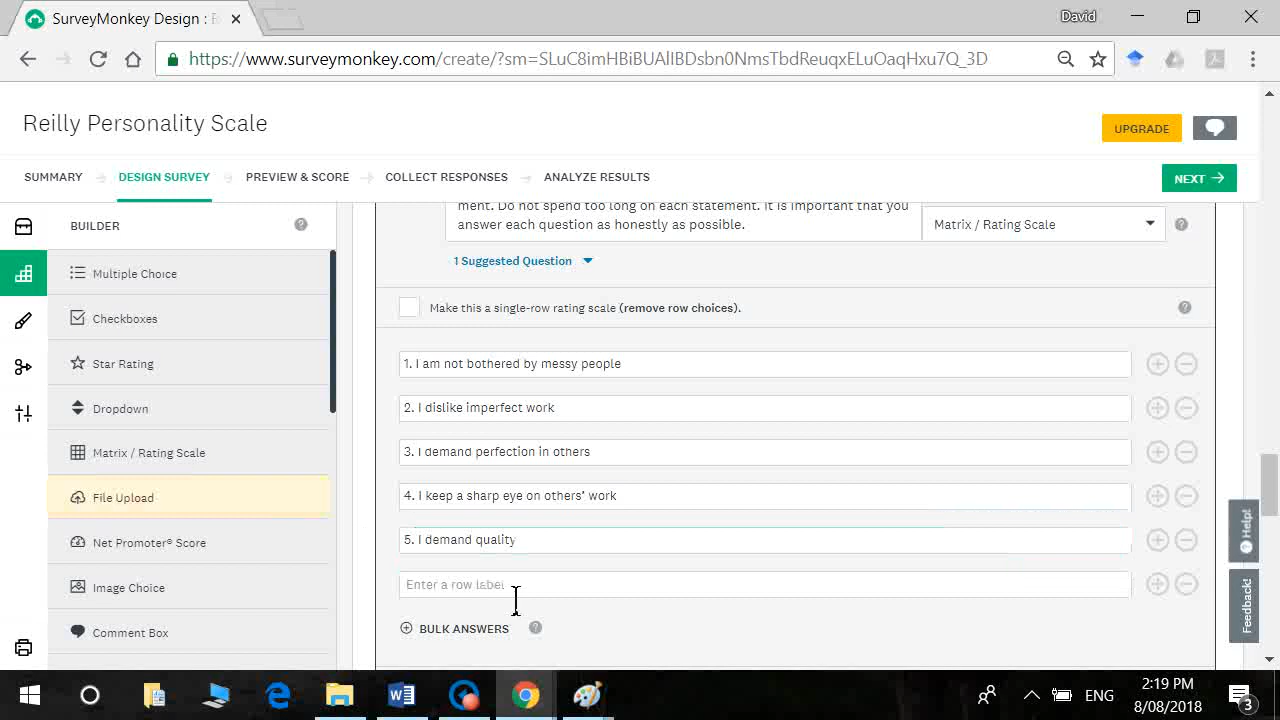 SurveyMonkey Design :
David
https://www.surveymonkey.com/create/?sm=SLuC8imHBiBUAllBDsbn0NmsTbdReuqxELuOaqHxu7Q_3D
Reilly Personality Scale
UPGRADE
SUMMARY
DESIGN SURVEY
PREVIEW & SCORE
COLLECT RESPONSES
ANALYZE RESULTS
NEXT
BUILDER
ment. Do not spend too long on each statement. It is important that you
answer each question as honestly as possible.
Matrix / Rating Scale
1 Suggested Question
Multiple Choice
Checkboxes
Star Rating
Dropdown
Matrix / Rating Scale
File Upload
Net Promoter® Score
Image Choice
Comment Box
Make this a single-row rating scale (remove row choices).
1. I am not bothered by messy people
2. I dislike imperfect work
3. I demand perfection in others
4. I keep a sharp eye on others' work
5. I demand quality
Enter a row label
BULK ANSWERS
Help!
Feedback!
ENG
2:19 PM
8/08/2018
3